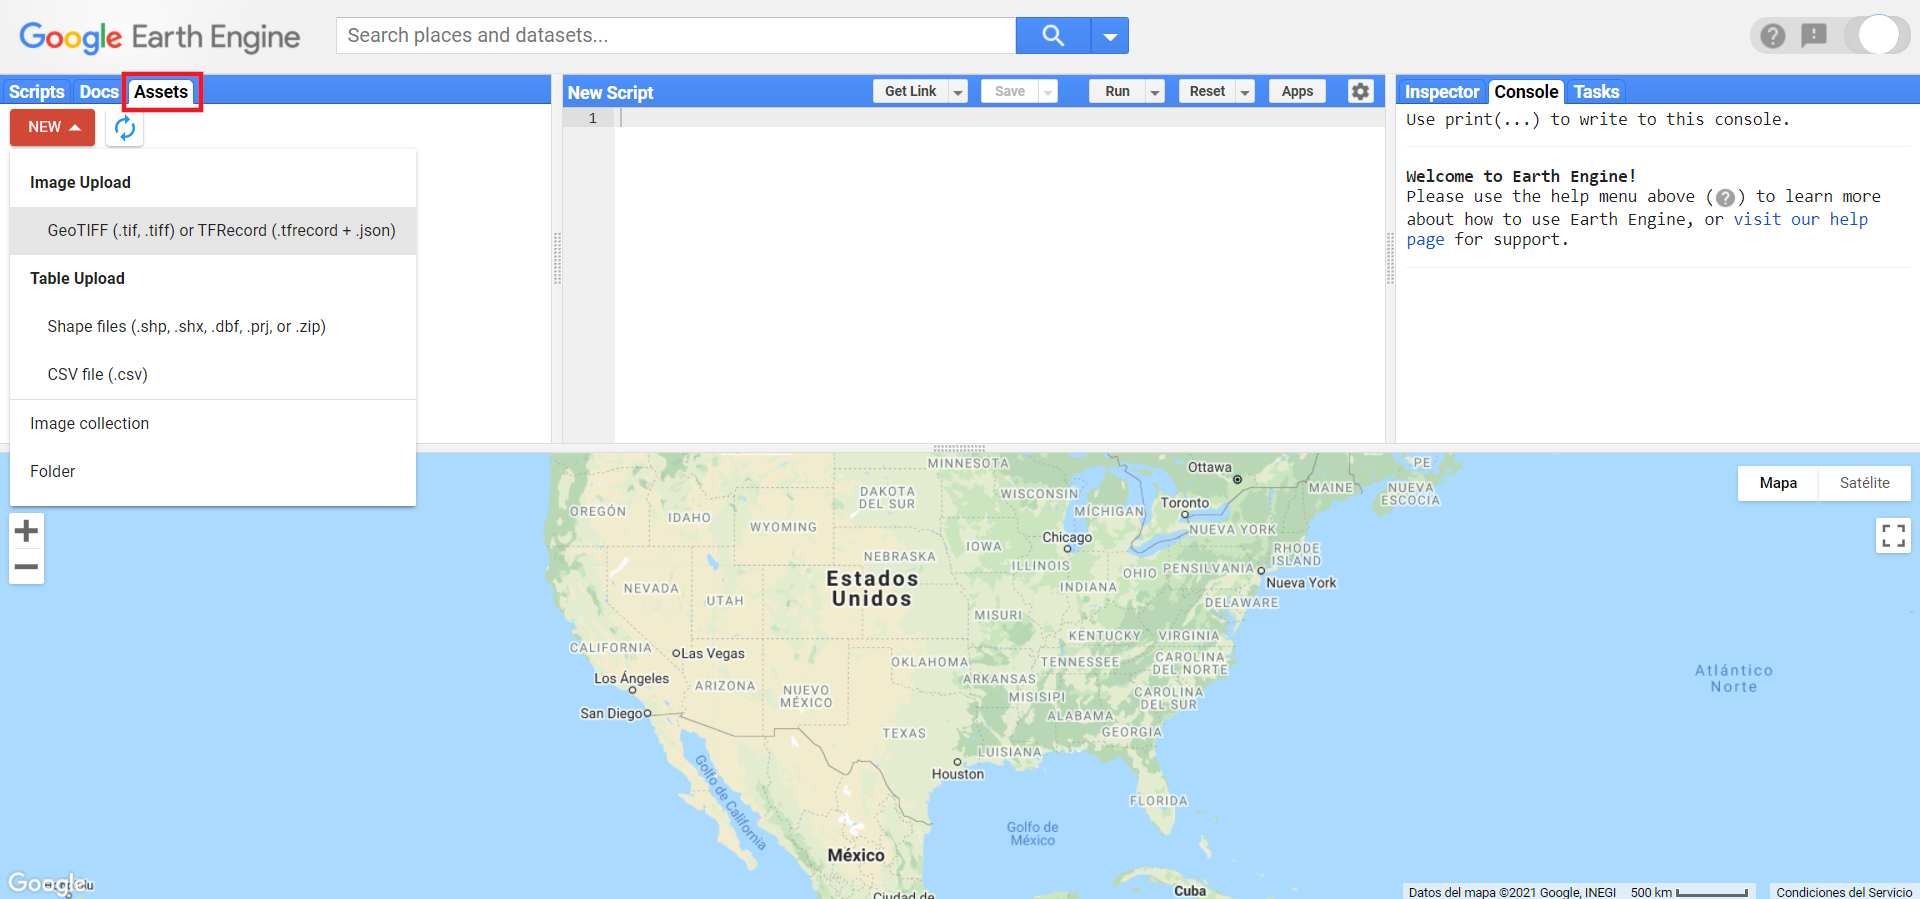 Google Earth Engine
Search places and datasets...
Scripts Docs Assets
NEW
Image Upload
GeoTIFF (.tif, .tiff) or TFRecord (.tfrecord + .json)
Table Upload
Shape files (.shp, .shx, .dbf, .prj, or .zip)
CSV file (.csv)
Image collection
Folder
New Script
Get Link Save Run Reset Apps
1
Inspector Console Tasks
Use print(...) to write to this console.
Welcome to Earth Engine!
Please use the help menu above (?) to learn more
about how to use Earth Engine, or visit our help
page for support.
Mapa Satélite
MINNESOTA
Ottawa
PE
DAKOTA
DEL SUR
WISCONSIN
MAINE
NUEVA
ESCOCIA
OREGÓN
IDAHO
WYOMING
MÍCHIGAN
Toronto
NUEVA YORK
Chicago
NEBRASKA
IOWA
ILLINOIS
OHIO
PENSILVANIA
RHODE
ISLAND
Nueva York
Estados
Unidos
NEVADA
UTAH
INDIANA
DELAWARE
MISURI
KENTUCKY
VIRGINIA
CALIFORNIA
Las Vegas
OKLAHOMA
TENNESSEE
CAROLINA
DEL NORTE
Los Ángeles
ARIZONA
NUEVO
MÉXICO
ARKANSAS
MISISIPI
CAROLINA
DEL SUR
Atlántico
Norte
San Diego
ALABAMA
TEXAS
GEORGIA
LUISIANA
Houston
Golfo de California
FLORIDA
Golfo de
México
México
Cuba
Ciudad de
Google
Datos del mapa ©2021 Google, INEGI 500 km Condiciones del Servicio